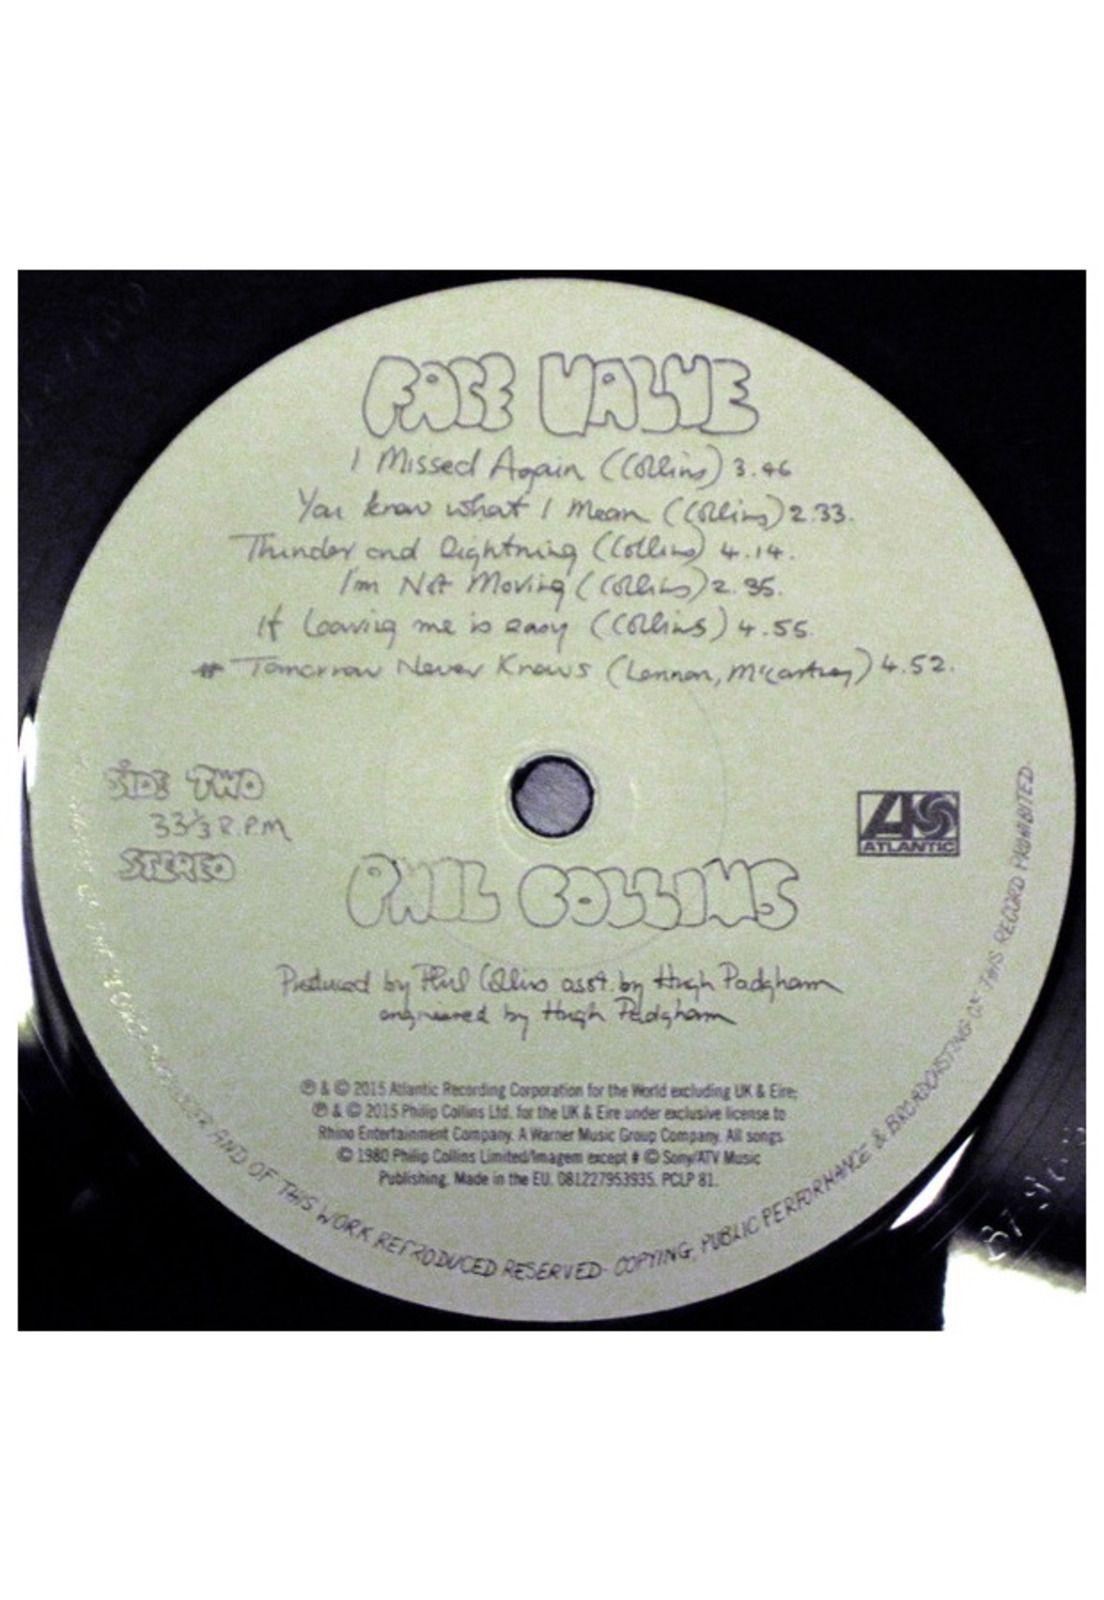 FACE VALUE
I Missed Again (Collins) 3.46
You know what I Mean (Collins) 2.33.
Thunder and Lightning (Collins) 4.14.
I'm Not Moving (Collins) 2.35.
If Leaving me is easy (Collins) 4.55.
# Tomorrow Never Knows (Lennon, McCartney) 4.52.
SIDE TWO
33⅓ R.P.M
STEREO
ATLANTIC
PHIL COLLINS
Produced by Phil Collins asst. by Hugh Padgham
engineered by Hugh Padgham
℗ & © 2015 Atlantic Recording Corporation for the World excluding UK & Eire;
℗ & © 2015 Philip Collins Ltd. for the UK & Eire under exclusive license to
Rhino Entertainment Company. A Warner Music Group Company. All songs
© 1980 Philip Collins Limited/Imagem except # © Sony/ATV Music
Publishing. Made in the EU. 081227953935. PCLP 81.
OF THE AND OF THIS WORK REPRODUCED RESERVED- COPYING, PUBLIC PERFORMANCE & BROADCASTING OF THIS RECORD PROHIBITED.